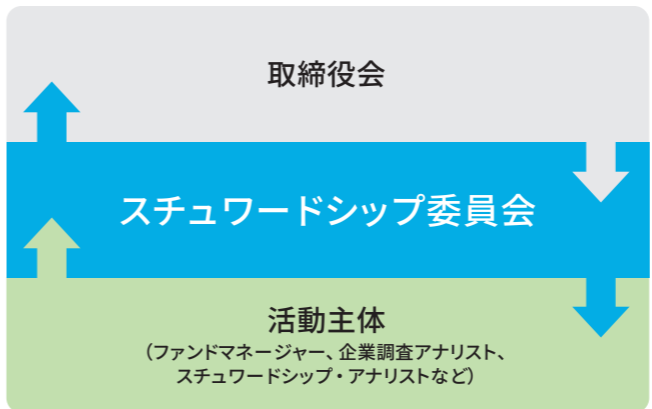 取締役会
スチュワードシップ委員会
活動主体
（ファンドマネージャー、企業調査アナリスト、
スチュワードシップ・アナリストなど）